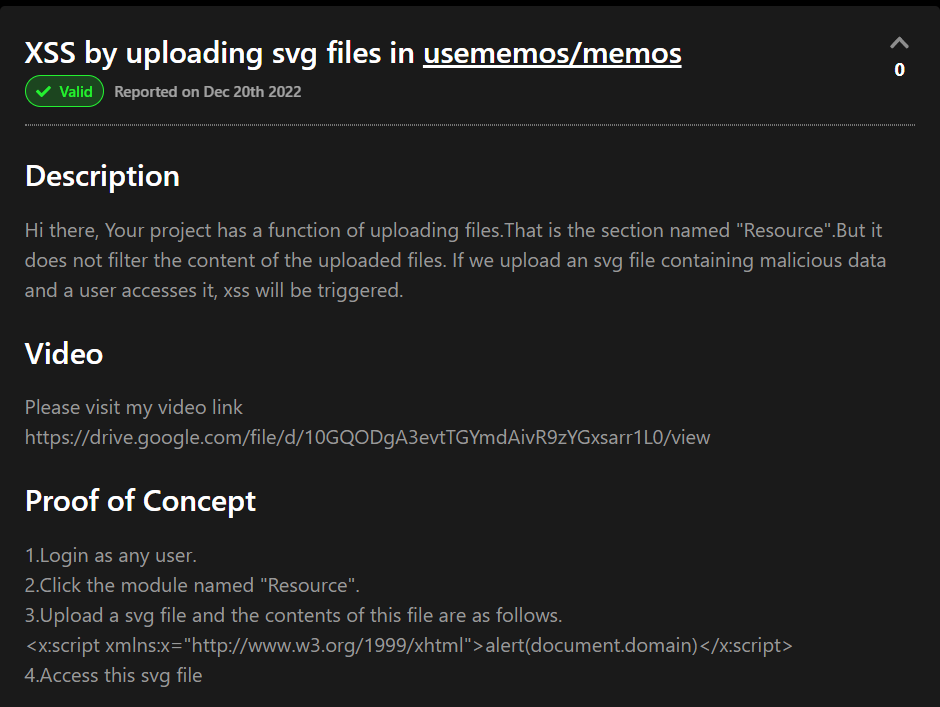 XSS by uploading svg files in usememos/memos
0
Valid
Reported on Dec 20th 2022
Description
Hi there, Your project has a function of uploading files.That is the section named "Resource".But it
does not filter the content of the uploaded files. If we upload an svg file containing malicious data
and a user accesses it, xss will be triggered.
Video
Please visit my video link
https://drive.google.com/file/d/10GQODgA3evtTGYmdAivR9zYGxsarr1L0/view
Proof of Concept
1.Login as any user.
2.Click the module named "Resource".
3.Upload a svg file and the contents of this file are as follows.
<x:script xmlns:x="http://www.w3.org/1999/xhtml">alert(document.domain)</x:script>
4.Access this svg file